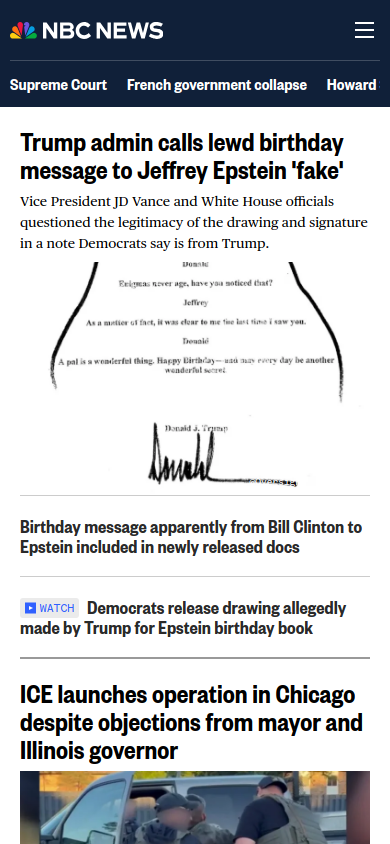 NBC NEWS
Supreme Court French government collapse Howard
Trump admin calls lewd birthday
message to Jeffrey Epstein 'fake'
Vice President JD Vance and White House officials
questioned the legitimacy of the drawing and signature
in a note Democrats say is from Trump.
Donald
Enigmas never age, have you noticed that?
Jeffrey
As a matter of fact, it was clear to me the last time I saw you.
Donald
A pal is a wonderful thing. Happy Birthday — and may every day be another
wonderful secret.
Donald J. Trump
Donald
Birthday message apparently from Bill Clinton to
Epstein included in newly released docs
WATCH Democrats release drawing allegedly
made by Trump for Epstein birthday book
ICE launches operation in Chicago
despite objections from mayor and
Illinois governor